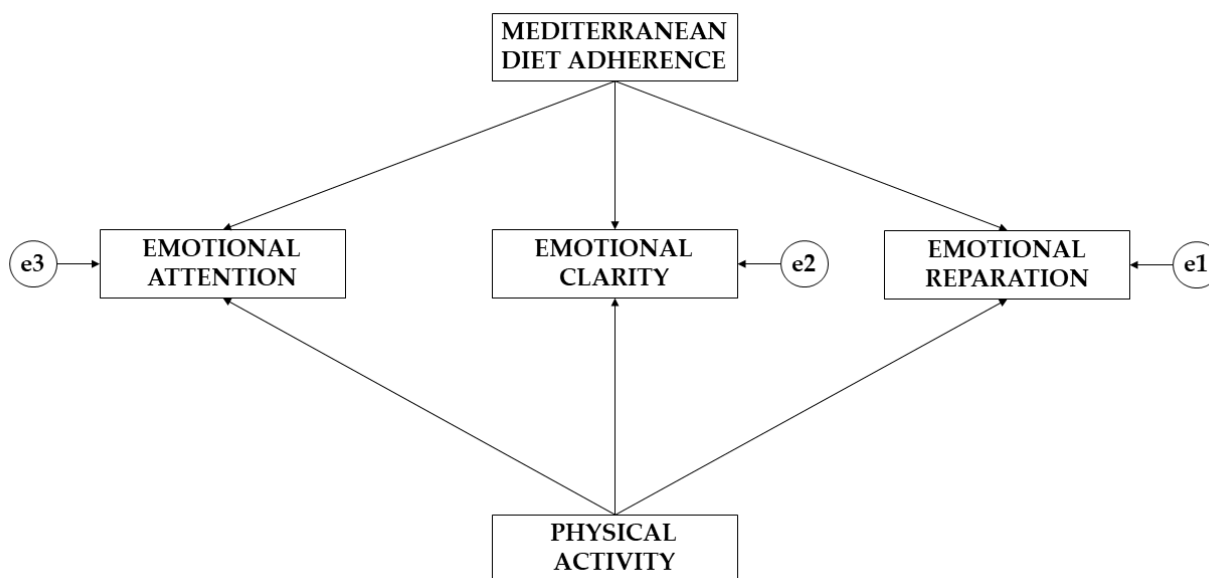 MEDITERRANEAN
DIET ADHERENCE
e3
EMOTIONAL
ATTENTION
EMOTIONAL
CLARITY
e2
EMOTIONAL
REPARATION
e1
PHYSICAL
ACTIVITY